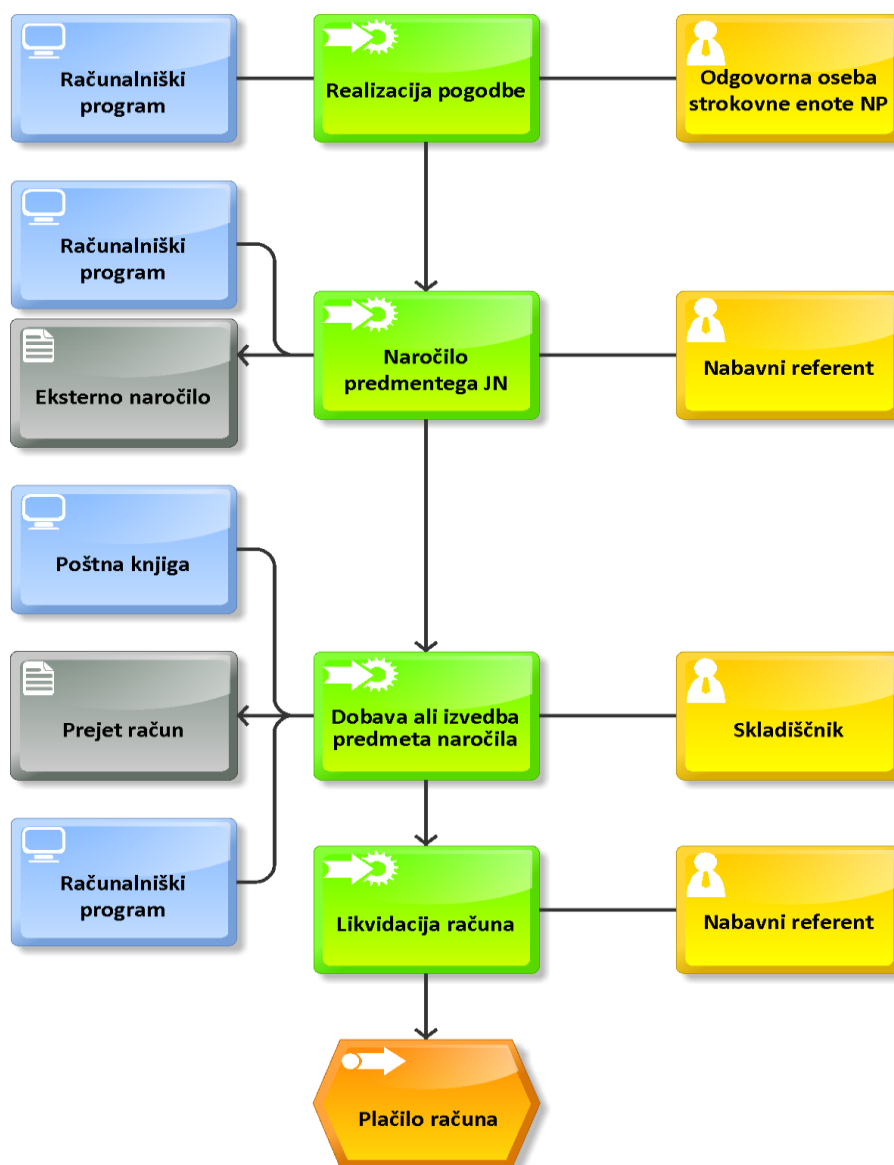 Računalniški
program
Realizacija pogodbe
Odgovorna oseba
strokovne enote NP
Računalniški
program
Eksterno naročilo
Naročilo
predmentega JN
Nabavni referent
Poštna knjiga
Prejet račun
Dobava ali izvedba
predmeta naročila
Skladiščnik
Računalniški
program
Likvidacija računa
Nabavni referent
Plačilo računa